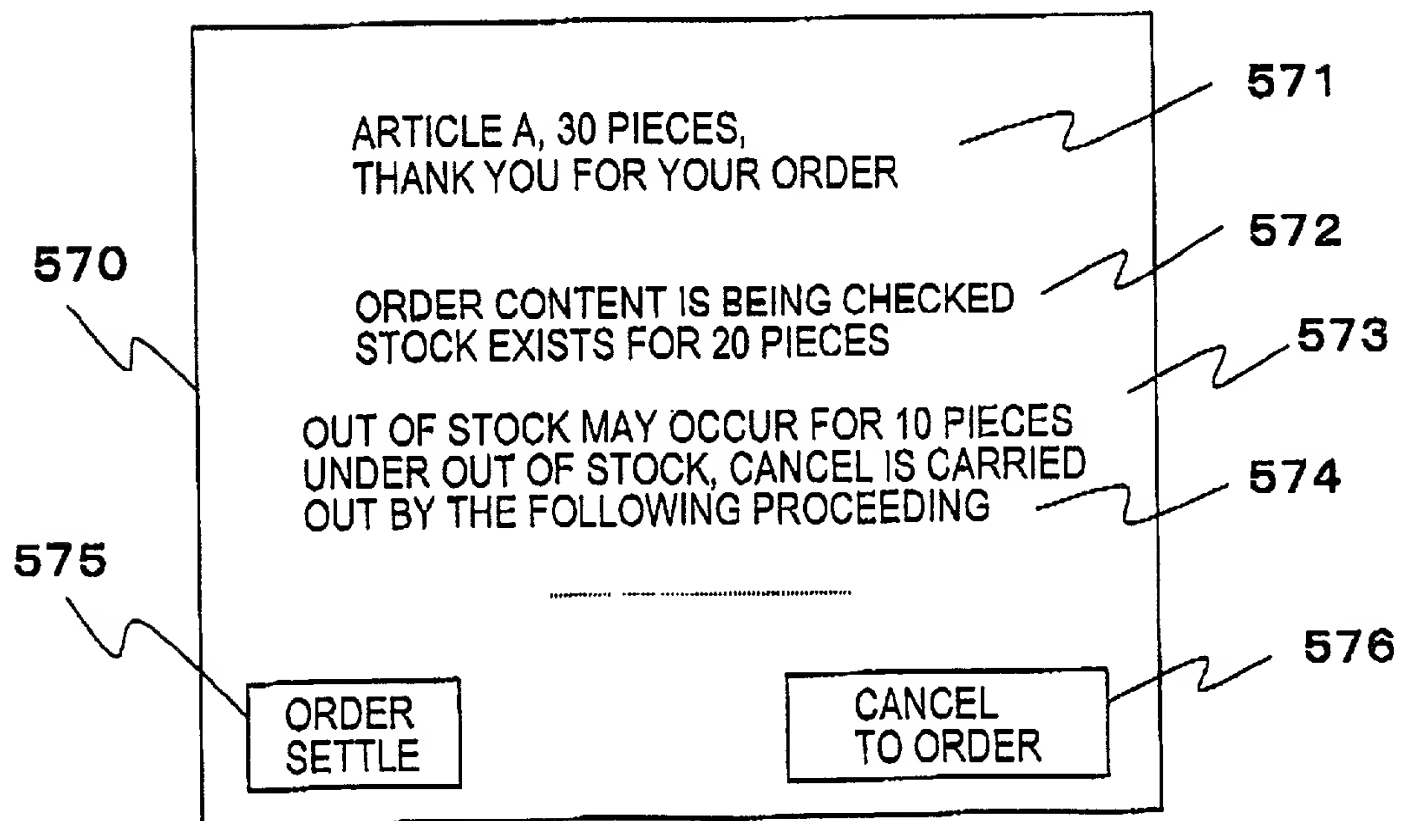 571
ARTICLE A, 30 PIECES,
THANK YOU FOR YOUR ORDER
572
570
ORDER CONTENT IS BEING CHECKED
STOCK EXISTS FOR 20 PIECES
573
OUT OF STOCK MAY OCCUR FOR 10 PIECES
UNDER OUT OF STOCK, CANCEL IS CARRIED
OUT BY THE FOLLOWING PROCEEDING
574
575
576
ORDER
SETTLE
CANCEL
TO ORDER